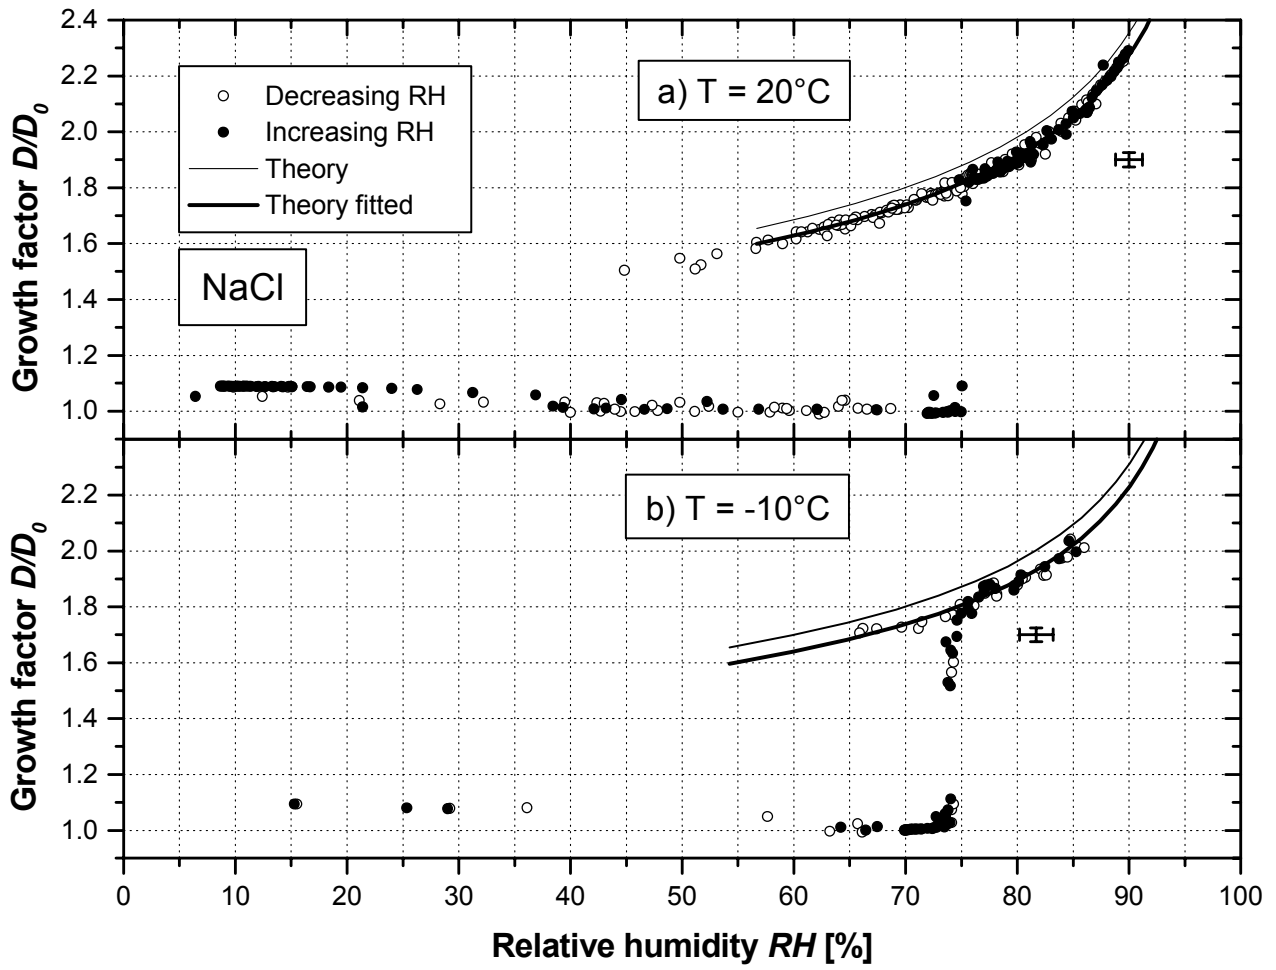 2.4
2.2
2.0
1.8
1.6
1.4
1.2
1.0
Growth factor D/D0
Decreasing RH
Increasing RH
Theory
Theory fitted
a) T = 20°C
NaCl
2.2
2.0
1.8
1.6
1.4
1.2
1.0
Growth factor D/D0
b) T = -10°C
0 10 20 30 40 50 60 70 80 90 100
Relative humidity RH [%]